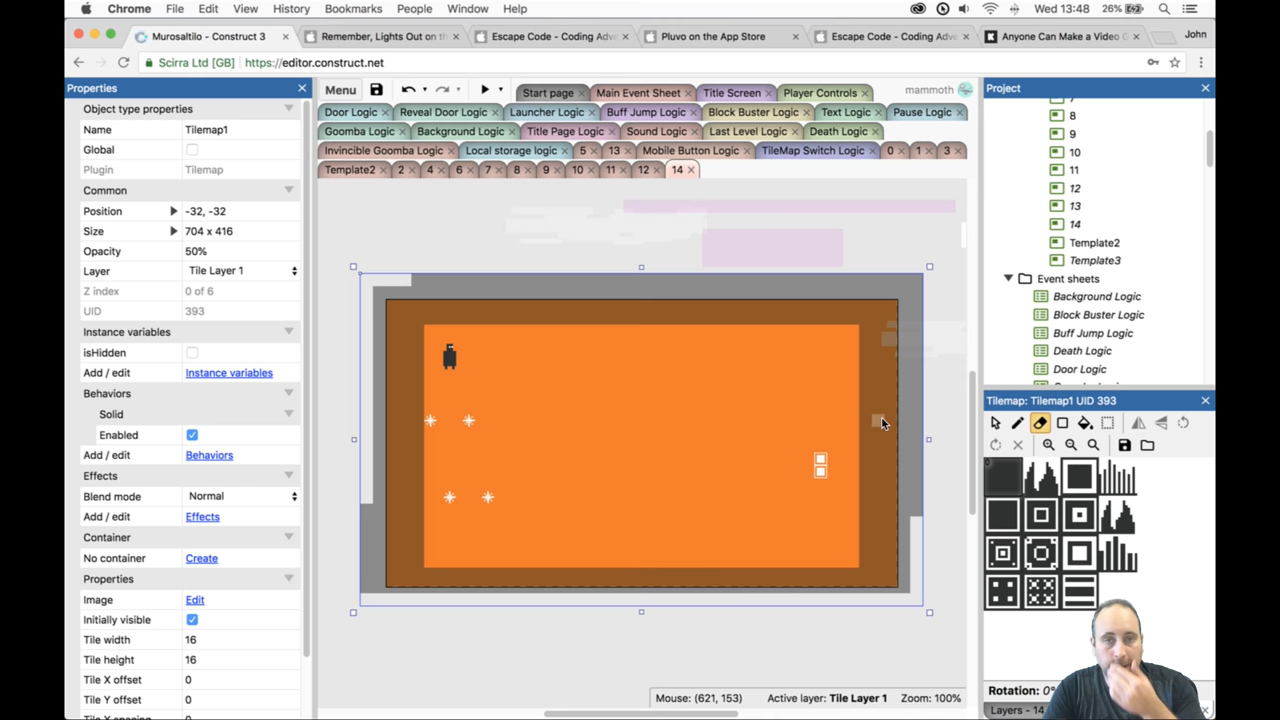 Chrome File Edit View History Bookmarks People Window Help Wed 13:48 26%
Murosaltilo - Construct 3 Remember, Lights Out on th Escape Code - Coding Adve Pluvo on the App Store Escape Code - Coding Adve Anyone Can Make a Video G John
Scirra Ltd [GB] https://editor.construct.net
Properties
Object type properties
Name Tilemap1
Global
Plugin Tilemap
Common
Position -32, -32
Size 704 x 416
Opacity 50%
Layer Tile Layer 1
Z index 0 of 6
UID 393
Instance variables
isHidden
Add / edit Instance variables
Behaviors
Solid
Enabled
Add / edit Behaviors
Effects
Blend mode Normal
Add / edit Effects
Container
No container Create
Properties
Image Edit
Initially visible
Tile width 16
Tile height 16
Tile X offset 0
Tile Y offset 0
Menu Start page Main Event Sheet Title Screen Player Controls mammoth
Door Logic Reveal Door Logic Launcher Logic Buff Jump Logic Block Buster Logic Text Logic Pause Logic
Goomba Logic Background Logic Title Page Logic Sound Logic Last Level Logic Death Logic
Invincible Goomba Logic Local storage logic 5 13 Mobile Button Logic TileMap Switch Logic 0 1 3
Template2 2 4 6 7 8 9 10 11 12 14
Mouse: (621, 153) Active layer: Tile Layer 1 Zoom: 100%
Project
8
9
10
11
12
13
14
Template2
Template3
Event sheets
Background Logic
Block Buster Logic
Buff Jump Logic
Death Logic
Door Logic
Tilemap: Tilemap1 UID 393
Rotation: 0°
Layers - 14